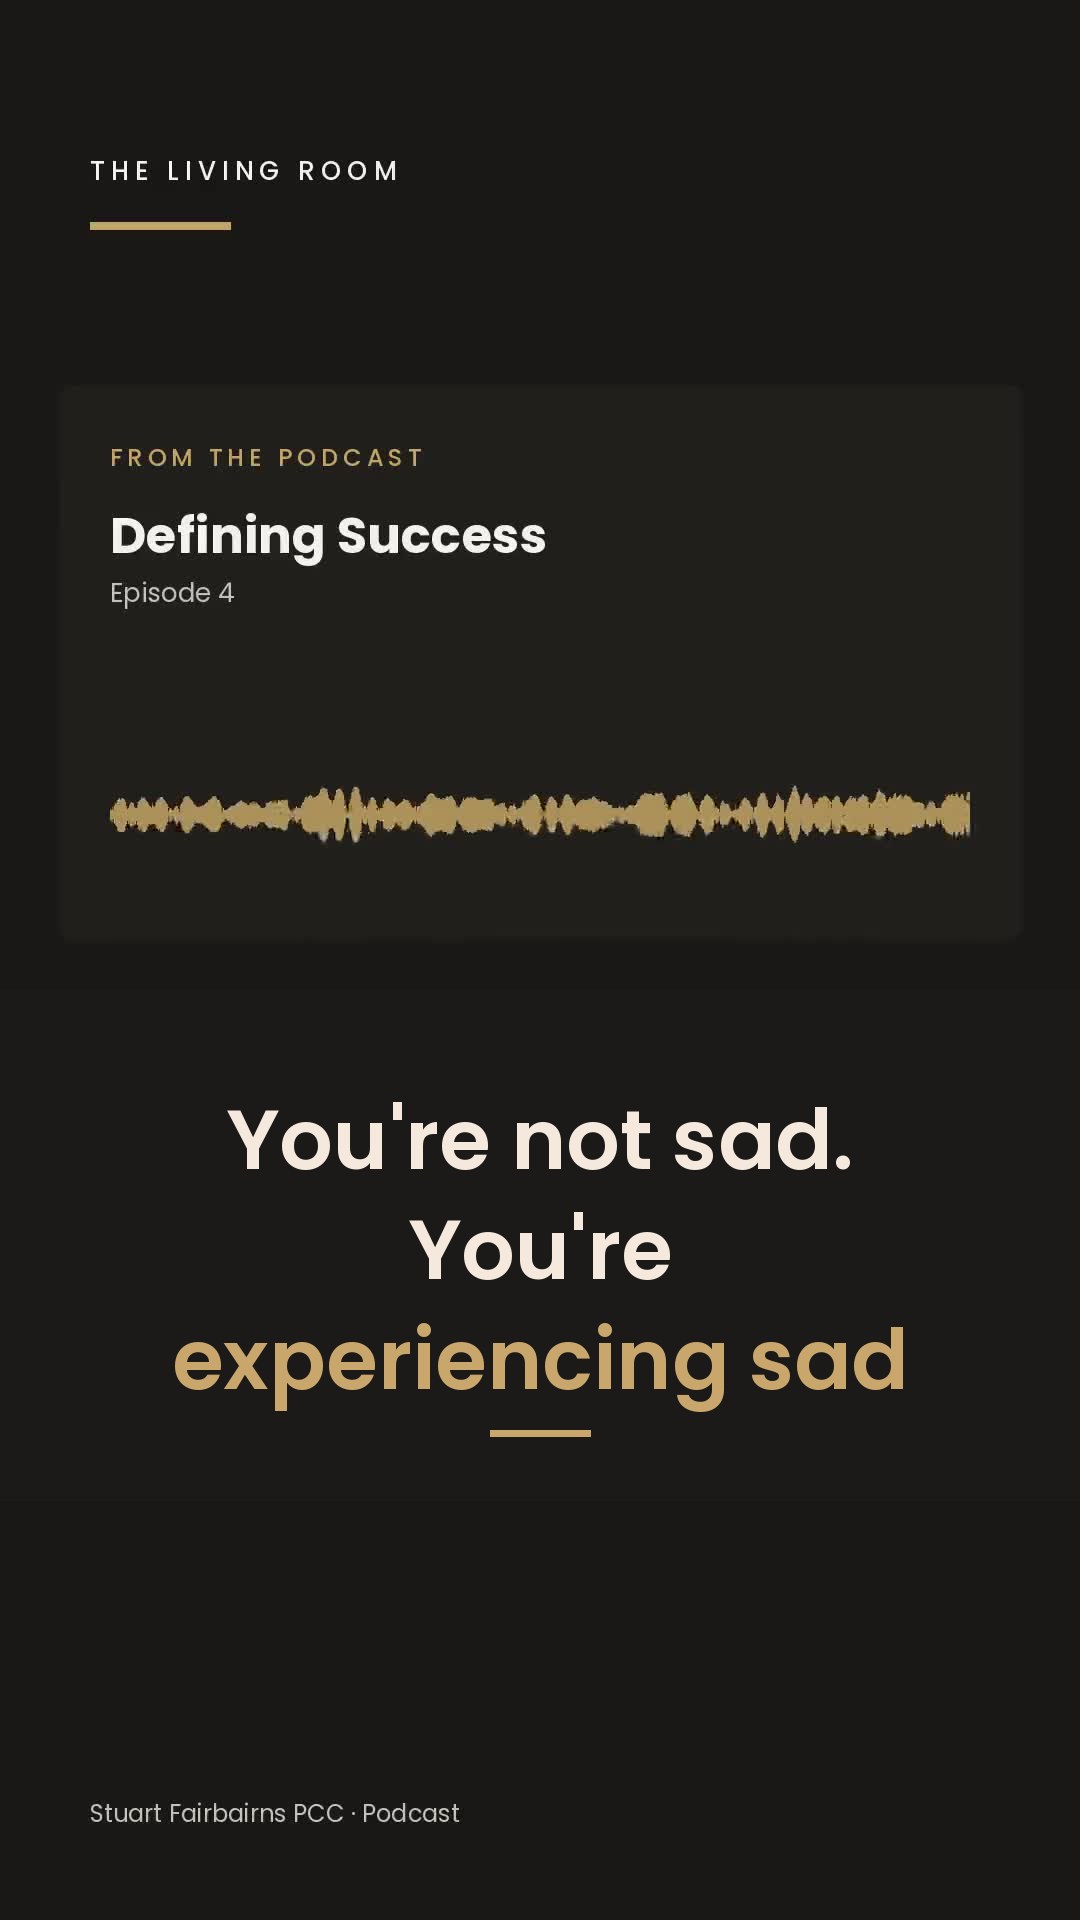 THE LIVING ROOM
FROM THE PODCAST
Defining Success
Episode 4
You're not sad.
You're
experiencing sad
Stuart Fairbairns PCC · Podcast